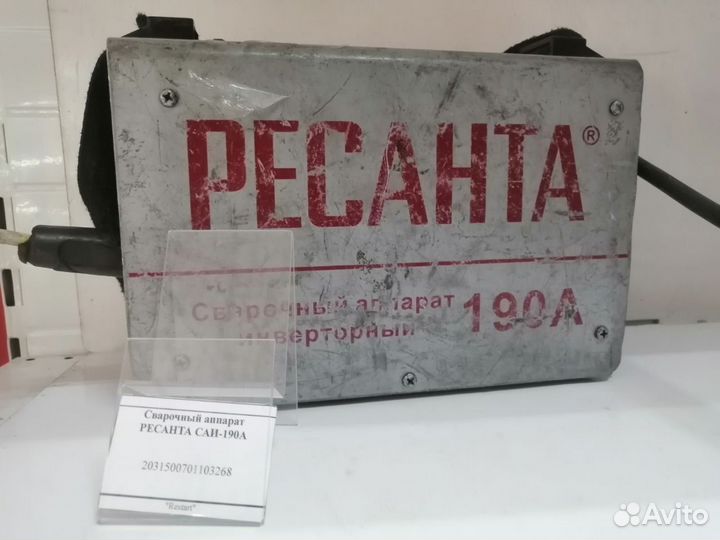 РЕСАНТА®
Сварочный аппарат
инверторный
190А
Сварочный аппарат
РЕСАНТА САИ-190А
2031500701103268
"Restart"
Avito